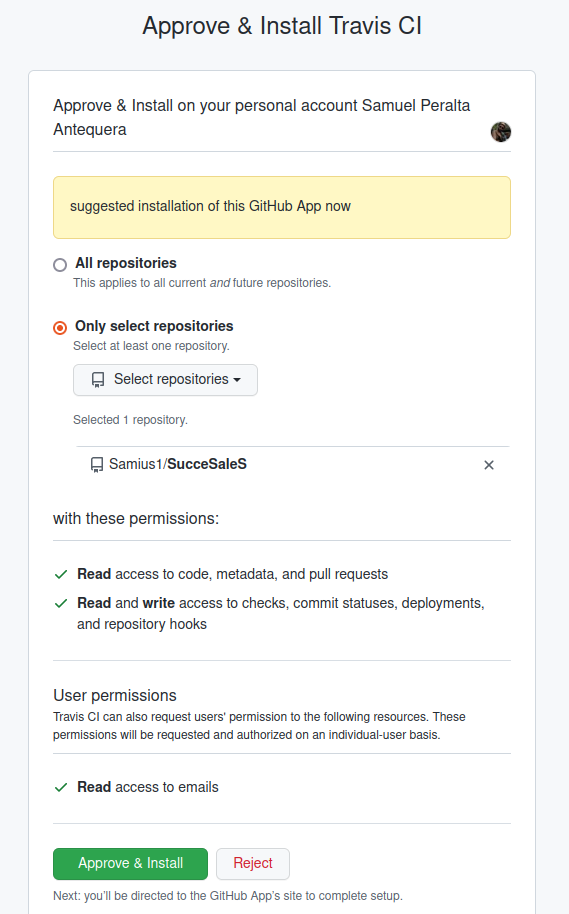 Approve & Install Travis CI
Approve & Install on your personal account Samuel Peralta
Antequera
suggested installation of this GitHub App now
All repositories
This applies to all current and future repositories.
Only select repositories
Select at least one repository.
Select repositories
Selected 1 repository.
Samius1/SucceSaleS
with these permissions:
Read access to code, metadata, and pull requests
Read and write access to checks, commit statuses, deployments,
and repository hooks
User permissions
Travis CI can also request users' permission to the following resources. These
permissions will be requested and authorized on an individual-user basis.
Read access to emails
Approve & Install
Reject
Next: you’ll be directed to the GitHub App’s site to complete setup.